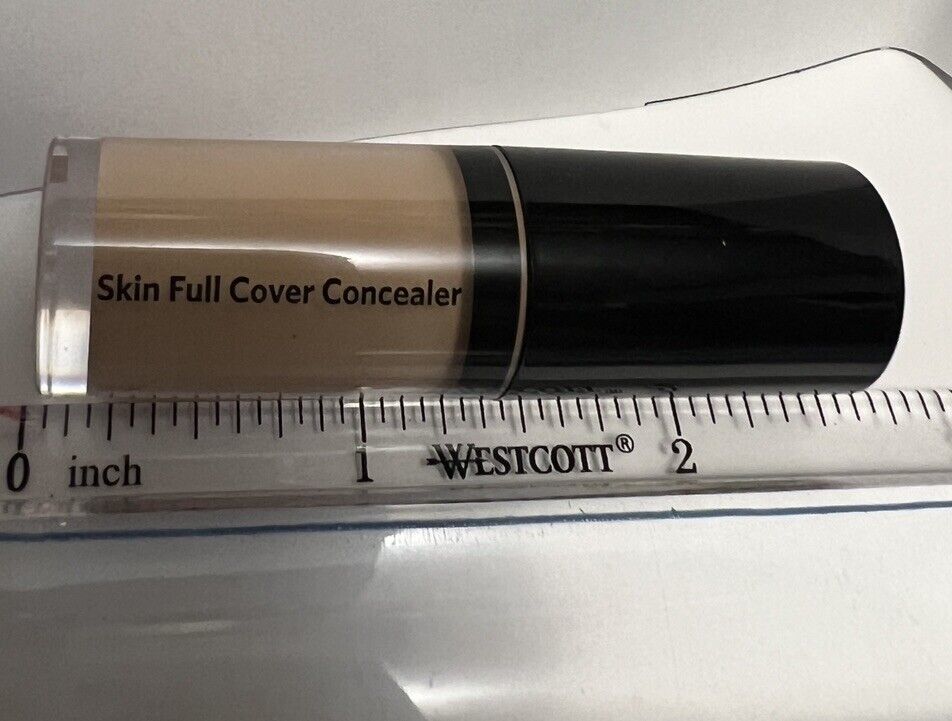 Skin Full Cover Concealer
0 inch 1 WESTCOTT® 2